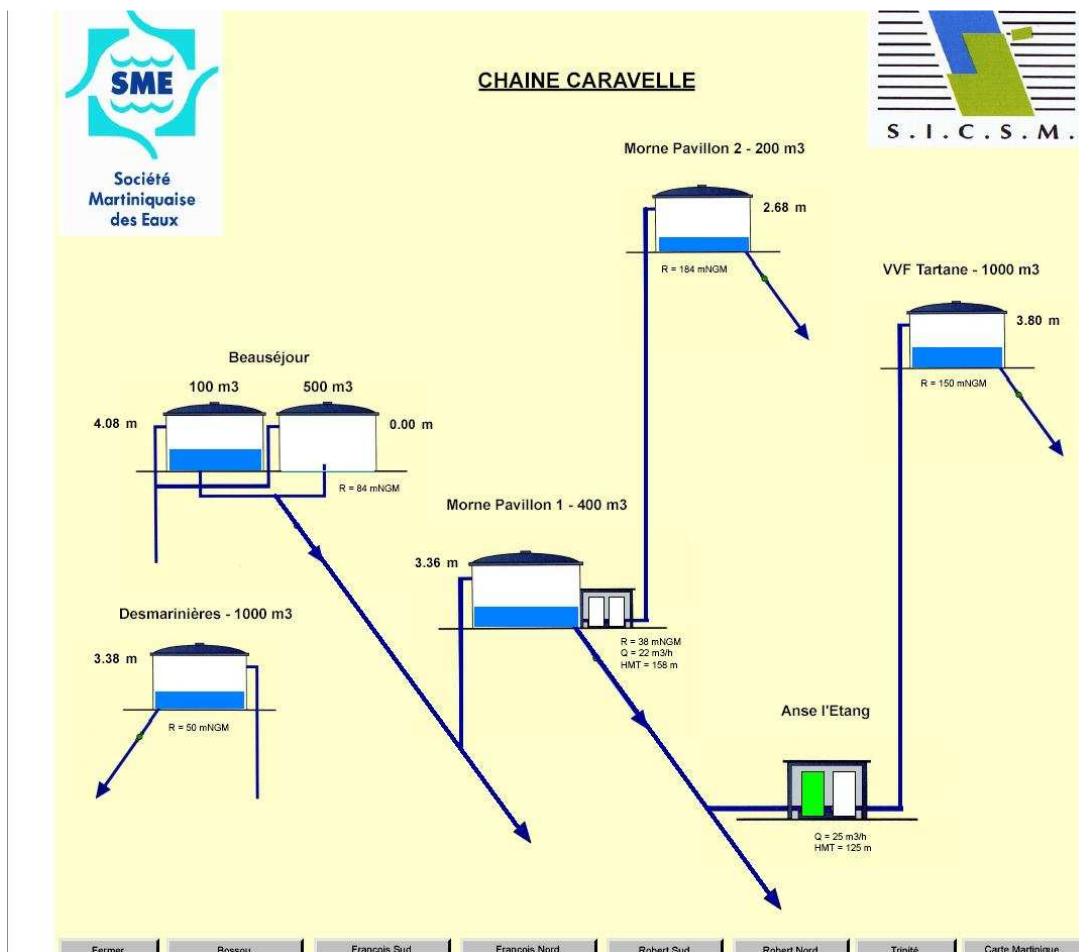 SME
Société
Martiniquaise
des Eaux
CHAINE CARAVELLE
S.I.C.S.M.
Morne Pavillon 2 - 200 m3
2.68 m
R = 184 mNGM
VVF Tartane - 1000 m3
3.80 m
R = 150 mNGM
Beauséjour
100 m3
500 m3
4.08 m
0.00 m
R = 84 mNGM
Morne Pavillon 1 - 400 m3
3.36 m
R = 38 mNGM
Q = 22 m3/h
HMT = 158 m
Desmarinières - 1000 m3
3.38 m
R = 50 mNGM
Anse l'Etang
Q = 25 m3/h
HMT = 125 m
Fermer
Bossou
François Sud
François Nord
Robert Sud
Robert Nord
Trinité
Carte Martinique